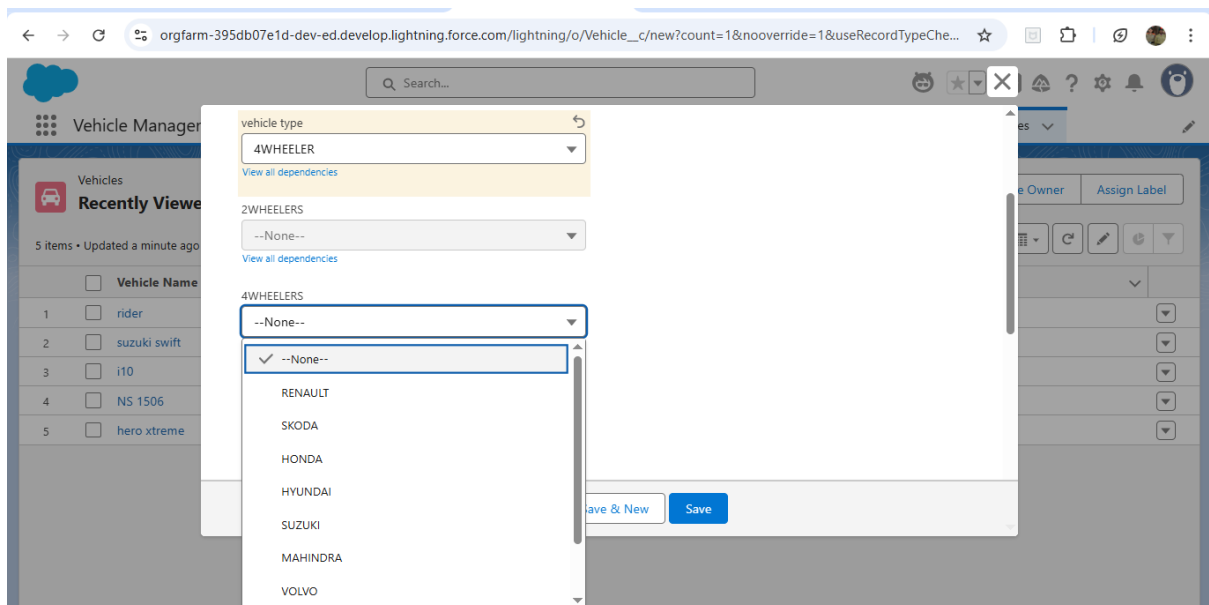 orgfarm-395db07e1d-dev-ed.develop.lightning.force.com/lightning/o/Vehicle__c/new?count=1&nooverride=1&useRecordTypeChe...
Search...
Vehicle Manager
es
vehicle type
4WHEELER
View all dependencies
Vehicles
Recently Viewe
e Owner
Assign Label
2WHEELERS
--None--
View all dependencies
5 items • Updated a minute ago
4WHEELERS
--None--
Vehicle Name
1 rider
2 suzuki swift
3 i10
4 NS 1506
5 hero xtreme
--None--
RENAULT
SKODA
HONDA
HYUNDAI
SUZUKI
MAHINDRA
VOLVO
Save & New
Save